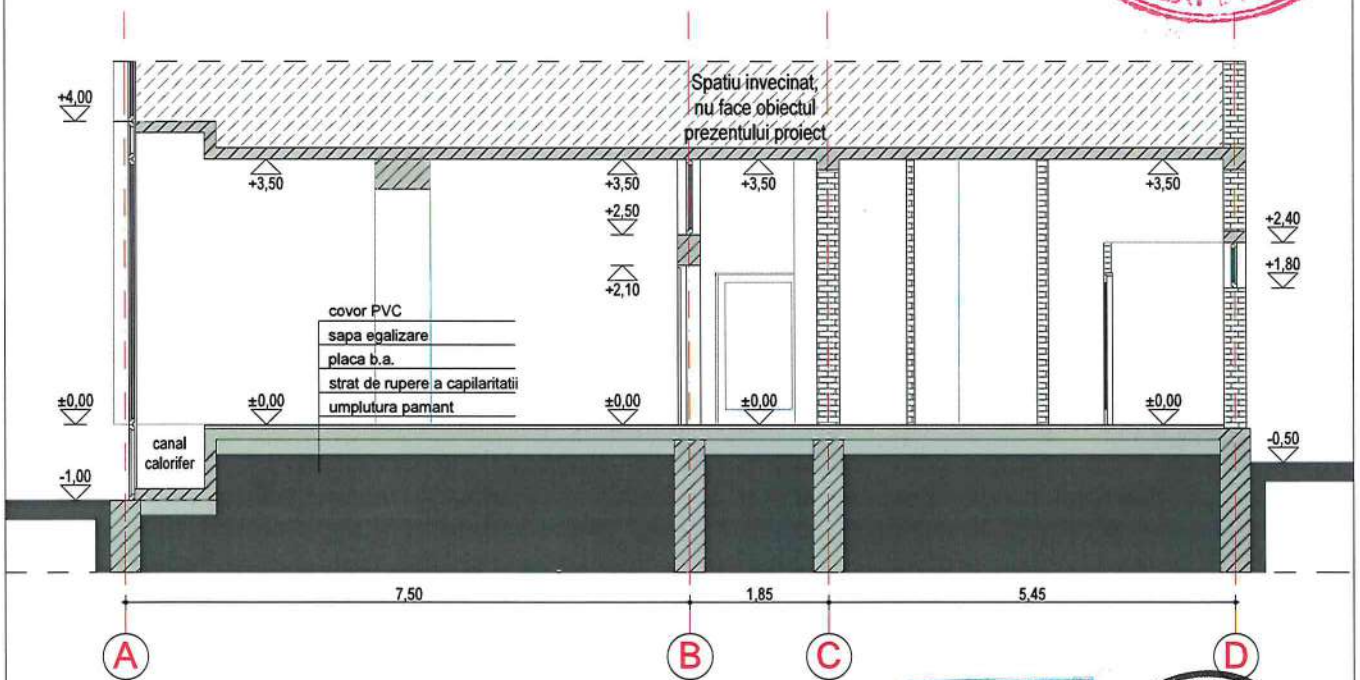 +4,00
Spatiu invecinat,
nu face obiectul
prezentului proiect
+3,50
+3,50
+3,50
+3,50
+2,50
+2,40
+2,10
+1,80
covor PVC
sapa egalizare
placa b.a.
strat de rupere a capilaritatii
umplutura pamant
±0,00
±0,00
±0,00
±0,00
±0,00
canal
calorifer
-0,50
-1,00
7,50
1,85
5,45
A
B
C
D